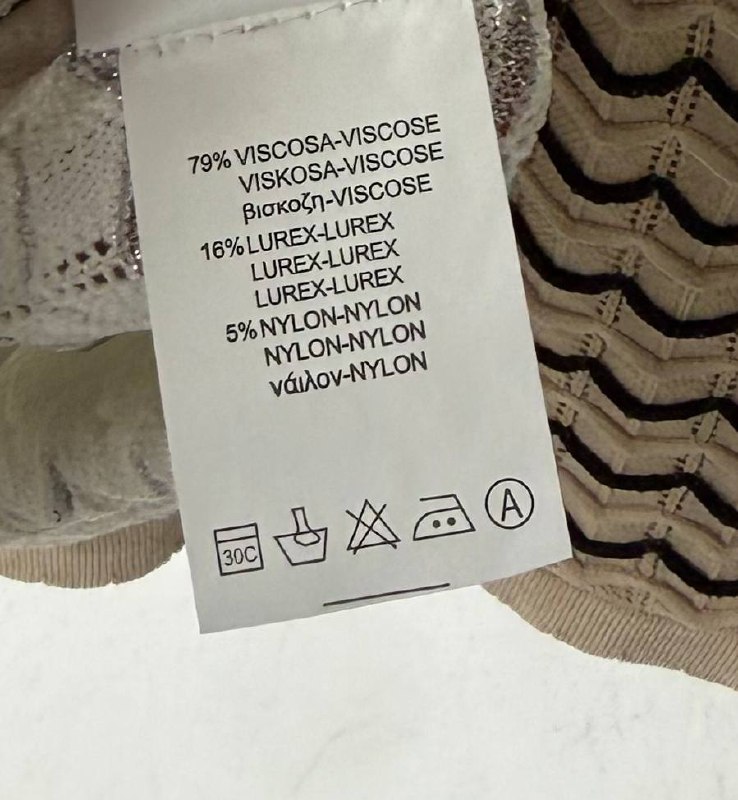 79% VISCOSA-VISCOSE
VISKOSA-VISCOSE
βισκοζη-VISCOSE
16% LUREX-LUREX
LUREX-LUREX
LUREX-LUREX
5% NYLON-NYLON
NYLON-NYLON
νάιλον-NYLON
30C A